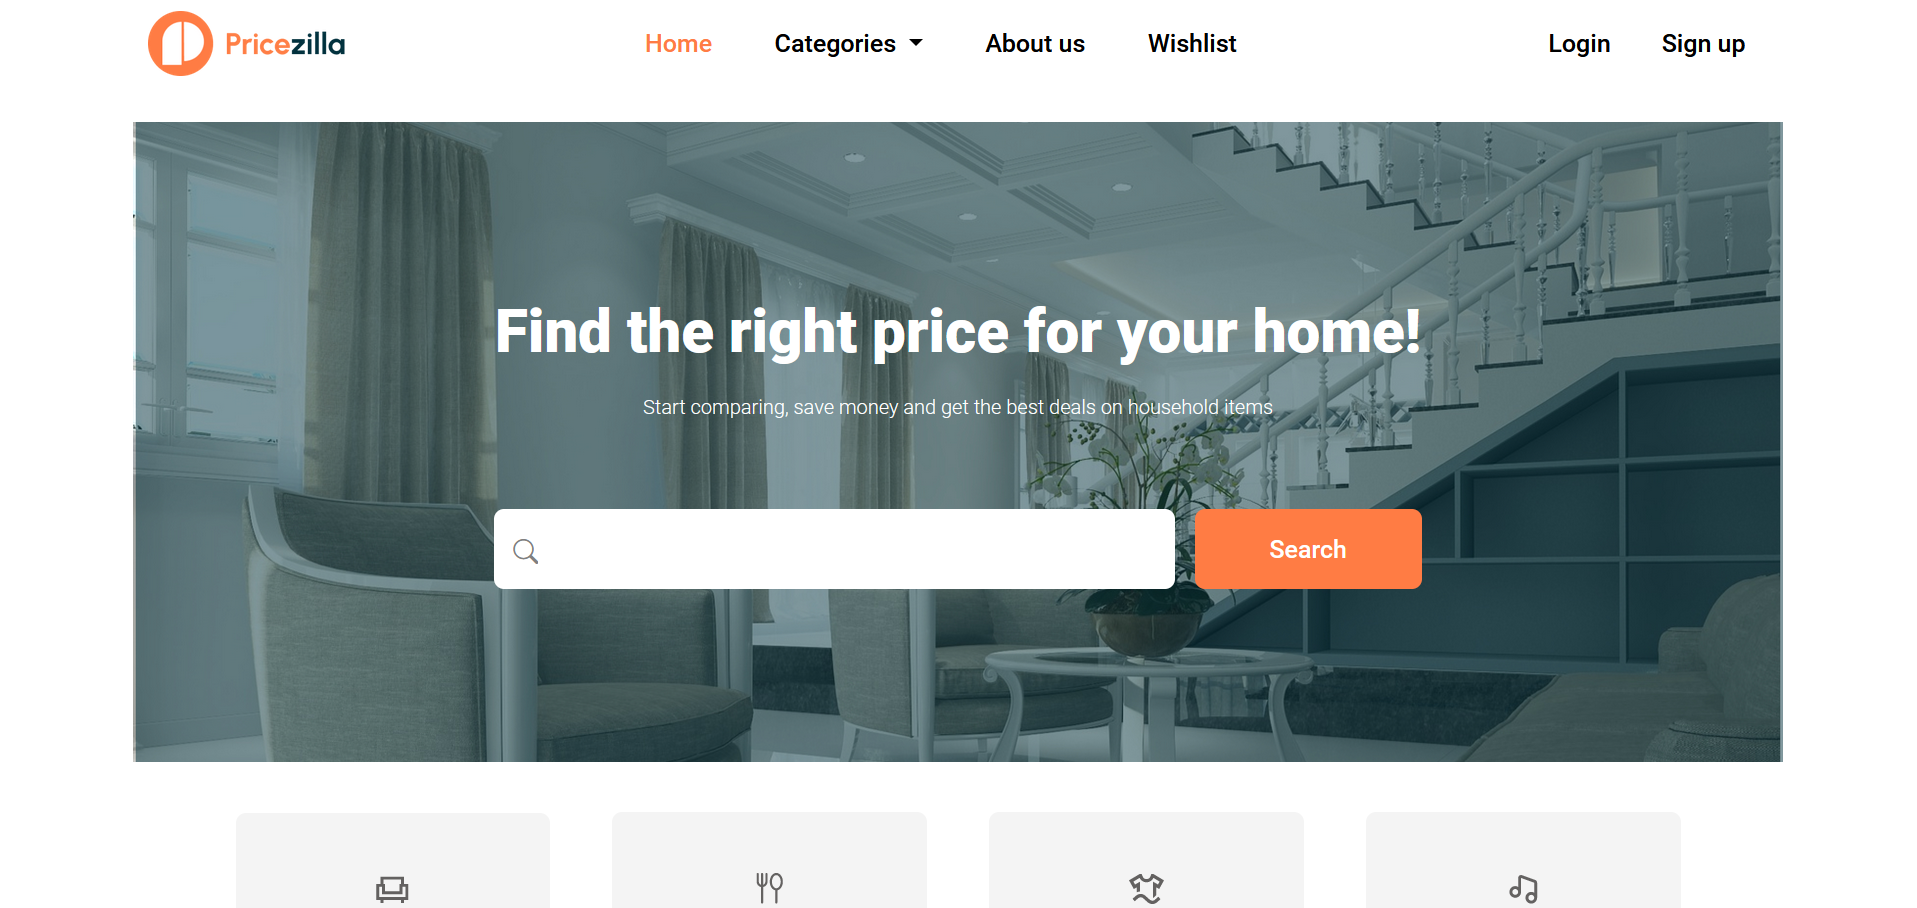 Pricezilla
Home Categories About us Wishlist Login Sign up
Find the right price for your home!
Start comparing, save money and get the best deals on household items
Search